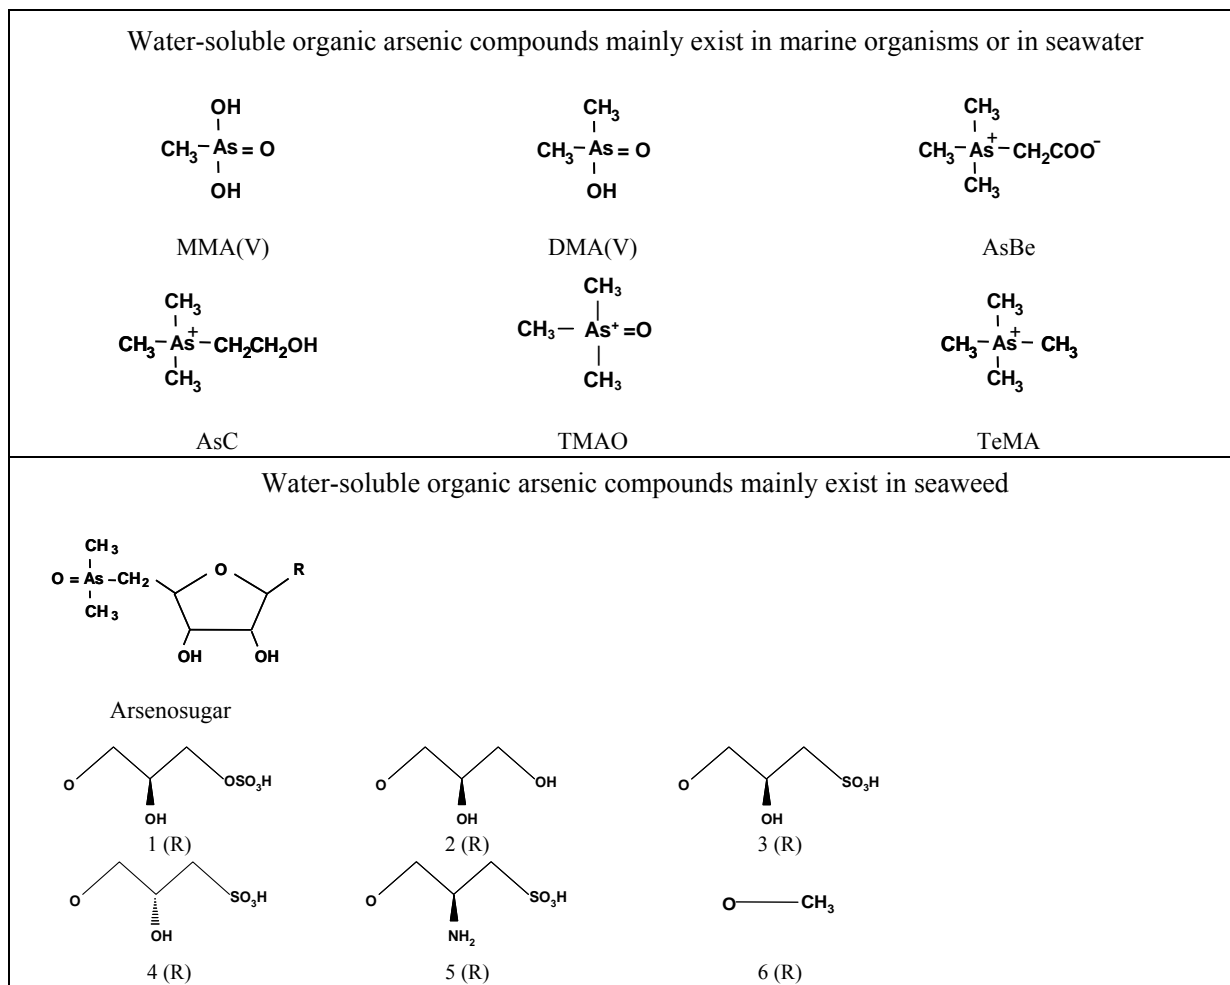 Water-soluble organic arsenic compounds mainly exist in marine organisms or in seawater
OH
CH3 As = O
OH
MMA(V)
CH3
CH3 As = O
OH
DMA(V)
CH3
CH3 As+ CH2COO-
CH3
AsBe
CH3
CH3 As+ CH2CH2OH
CH3
AsC
CH3
CH3 As+ =O
CH3
TMAO
CH3
CH3 As+ CH3
CH3
TeMA
Water-soluble organic arsenic compounds mainly exist in seaweed
CH3
O = As CH2 O R
CH3
OH OH
Arsenosugar
O OSO3H
OH
1 (R)
O OH
OH
2 (R)
O SO3H
OH
3 (R)
O SO3H
OH
4 (R)
O SO3H
NH2
5 (R)
O CH3
6 (R)